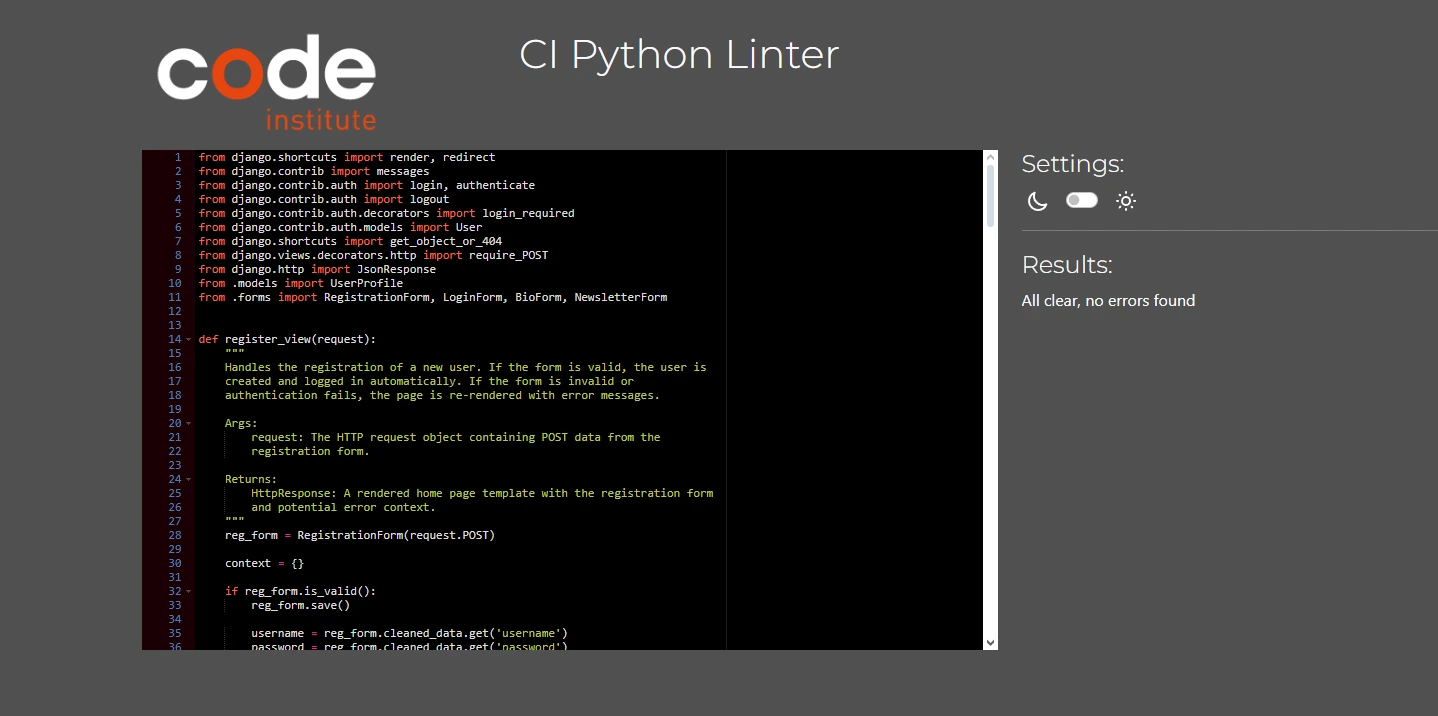 code
institute
CI Python Linter
1 from django.shortcuts import render, redirect
2 from django.contrib import messages
3 from django.contrib.auth import login, authenticate
4 from django.contrib.auth import logout
5 from django.contrib.auth.decorators import login_required
6 from django.contrib.auth.models import User
7 from django.shortcuts import get_object_or_404
8 from django.views.decorators.http import require_POST
9 from django.http import JsonResponse
10 from .models import UserProfile
11 from .forms import RegistrationForm, LoginForm, BioForm, NewsletterForm
12
13
14 def register_view(request):
15     """
16     Handles the registration of a new user. If the form is valid, the user is
17     created and logged in automatically. If the form is invalid or
18     authentication fails, the page is re-rendered with error messages.
19
20     Args:
21         request: The HTTP request object containing POST data from the
22         registration form.
23
24     Returns:
25         HttpResponse: A rendered home page template with the registration form
26         and potential error context.
27     """
28     reg_form = RegistrationForm(request.POST)
29
30     context = {}
31
32     if reg_form.is_valid():
33         reg_form.save()
34
35         username = reg_form.cleaned_data.get('username')
36         password = reg_form.cleaned_data.get('password')
Settings:
Results:
All clear, no errors found